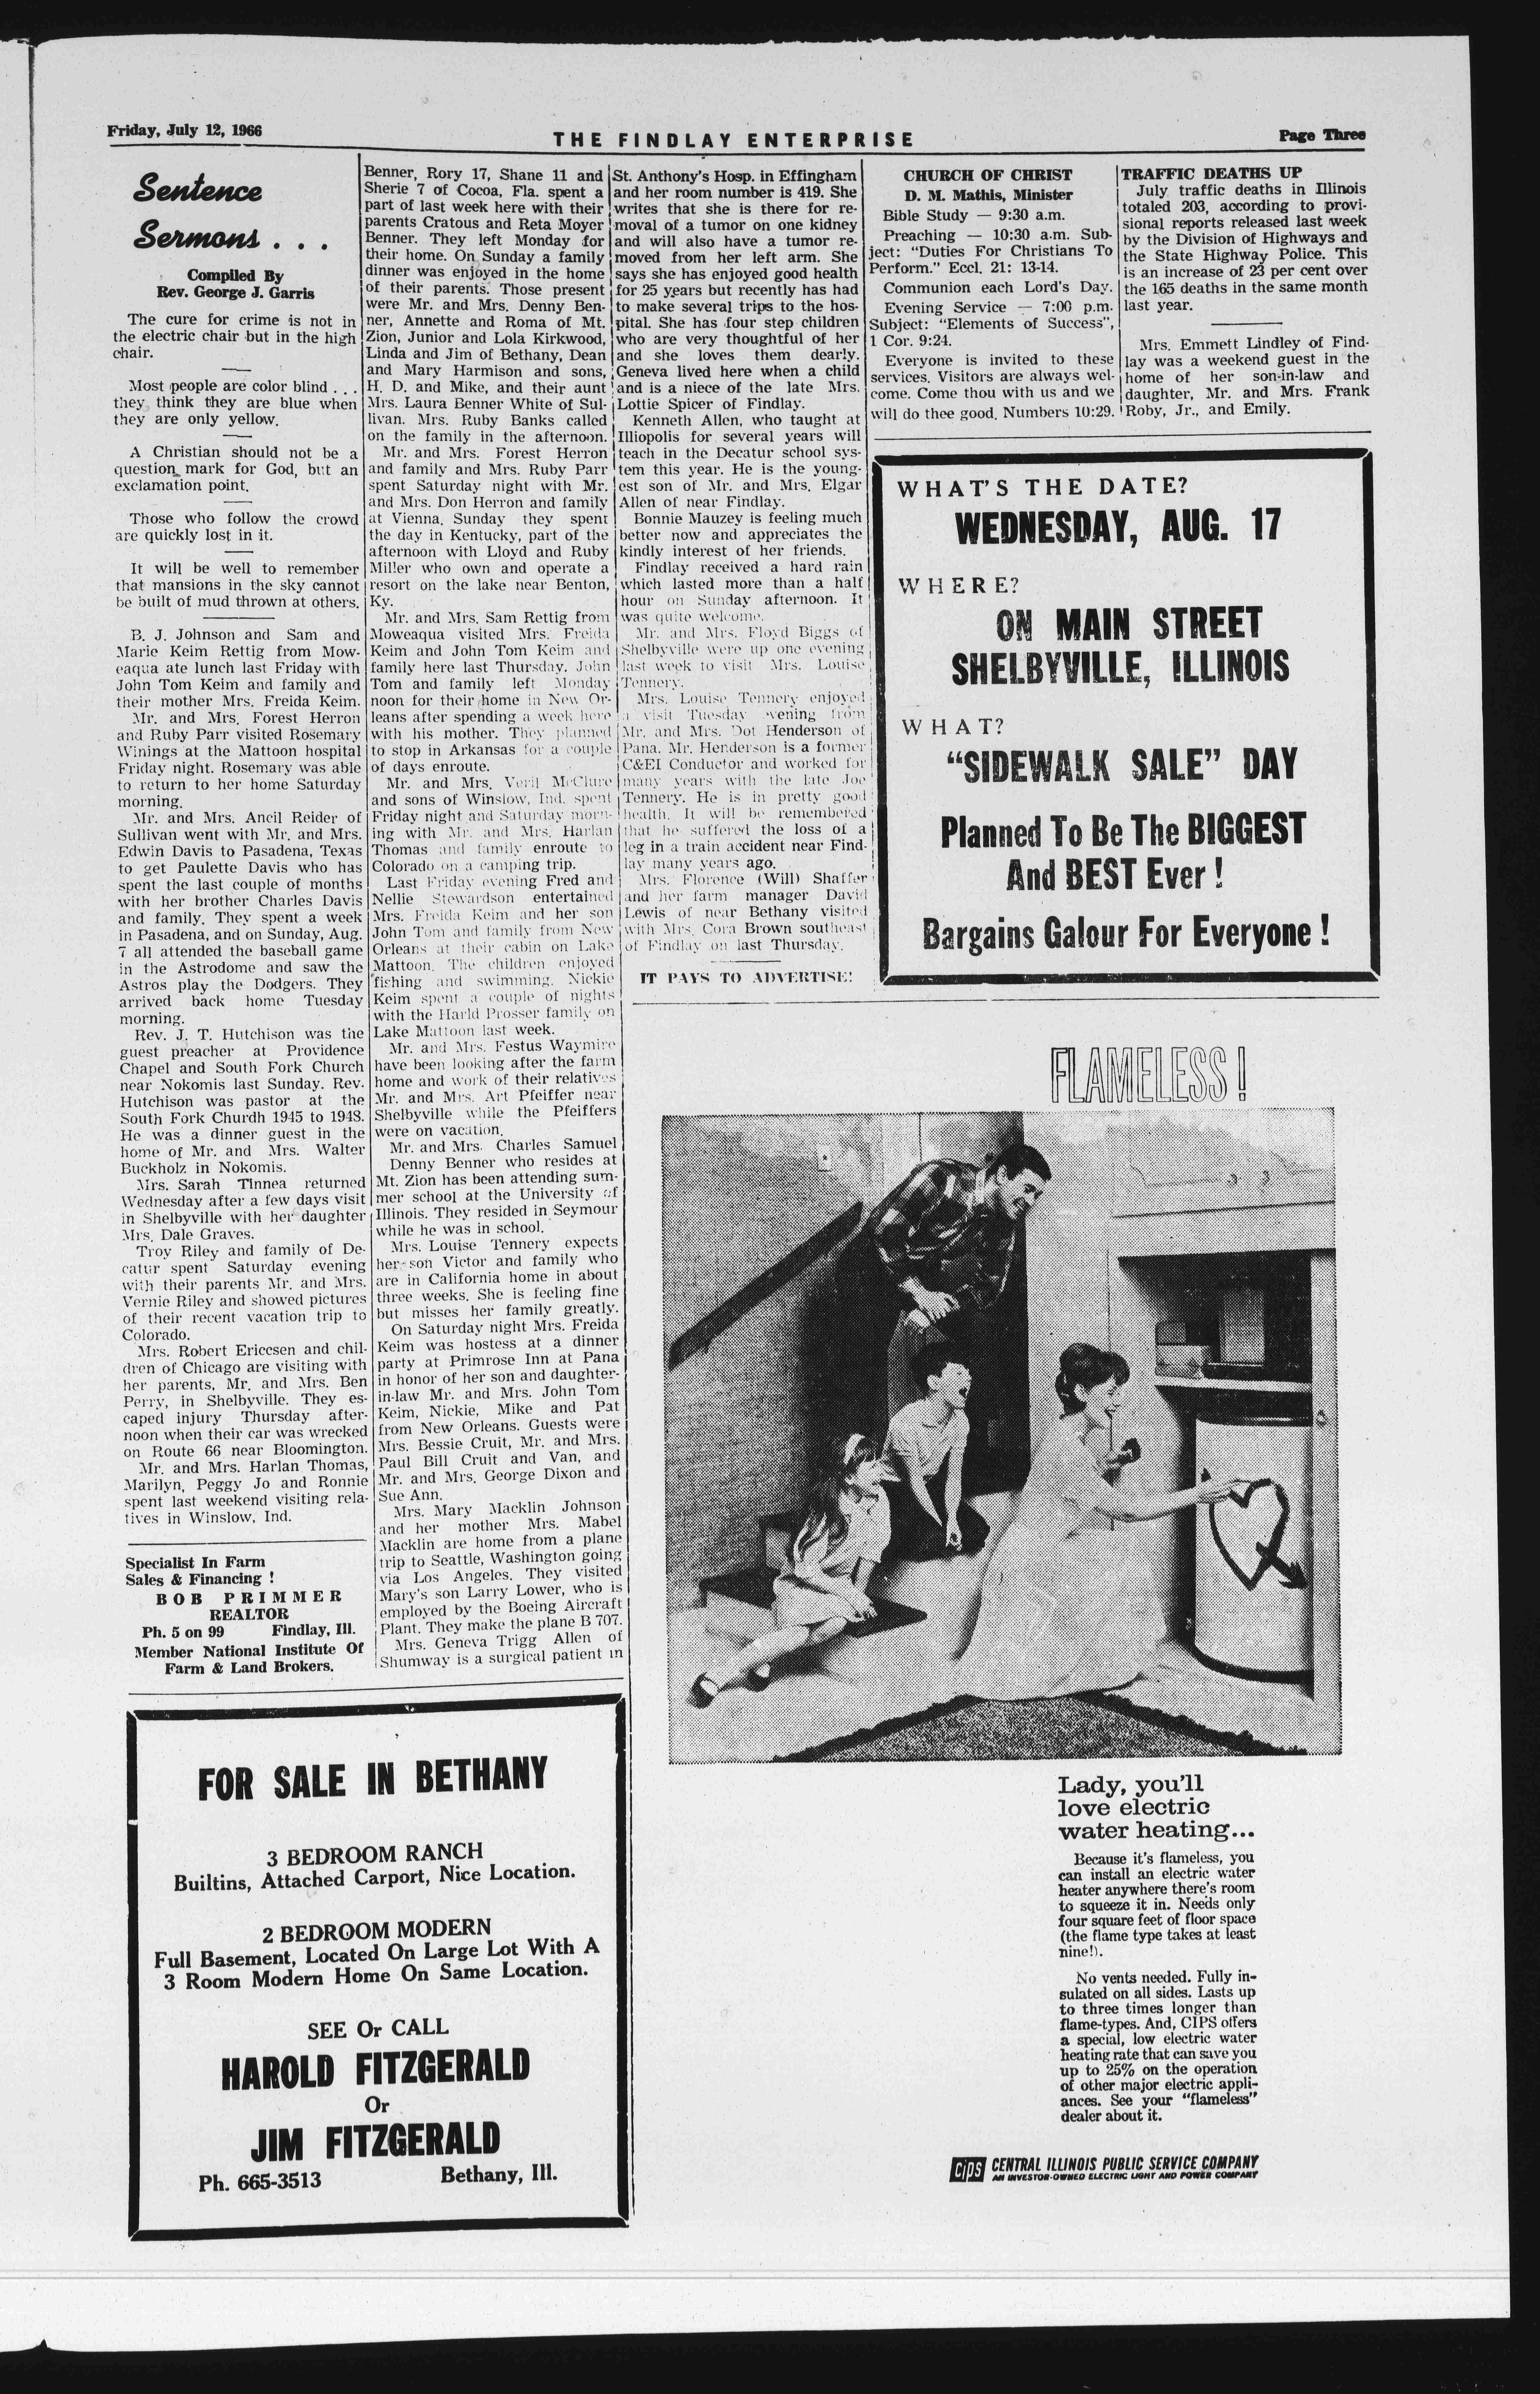 Friday, July 12, 1966
THE FINDLAY ENTERPRISE
Page Three
Sentence
Sermons . . .
Compiled By
Rev. George J. Garris
The cure for crime is not in
the electric chair but in the high
chair.
Most people are color blind . . .
they think they are blue when
they are only yellow.
A Christian should not be a
question mark for God, but an
exclamation point.
Those who follow the crowd
are quickly lost in it.
It will be well to remember
that mansions in the sky cannot
be built of mud thrown at others.
B. J. Johnson and Sam and
Marie Keim Rettig from Mow-
eaqua ate lunch last Friday with
John Tom Keim and family and
their mother Mrs. Freida Keim.
Mr. and Mrs. Forest Herron
and Ruby Parr visited Rosemary
Winings at the Mattoon hospital
Friday night. Rosemary was able
to return to her home Saturday
morning.
Mr. and Mrs. Ancil Reider of
Sullivan went with Mr. and Mrs.
Edwin Davis to Pasadena, Texas
to get Paulette Davis who has
spent the last couple of months
with her brother Charles Davis
and family. They spent a week
in Pasadena, and on Sunday, Aug.
7 all attended the baseball game
in the Astrodome and saw the
Astros play the Dodgers. They
arrived back home Tuesday
morning.
Rev. J. T. Hutchison was the
guest preacher at Providence
Chapel and South Fork Church
near Nokomis last Sunday. Rev.
Hutchison was pastor at the
South Fork Churdh 1945 to 1948.
He was a dinner guest in the
home of Mr. and Mrs. Walter
Buckholz in Nokomis.
Mrs. Sarah Tinnea returned
Wednesday after a few days visit
in Shelbyville with her daughter
Mrs. Dale Graves.
Troy Riley and family of De-
catur spent Saturday evening
with their parents Mr. and Mrs.
Vernie Riley and showed pictures
of their recent vacation trip to
Colorado.
Mrs. Robert Ericcsen and chil-
dren of Chicago are visiting with
her parents, Mr. and Mrs. Ben
Perry, in Shelbyville. They es-
caped injury Thursday after-
noon when their car was wrecked
on Route 66 near Bloomington.
Mr. and Mrs. Harlan Thomas,
Marilyn, Peggy Jo and Ronnie
spent last weekend visiting rela-
tives in Winslow, Ind.
Specialist In Farm
Sales & Financing !
BOB PRIMMER
REALTOR
Ph. 5 on 99 Findlay, Ill.
Member National Institute Of
Farm & Land Brokers.
Benner, Rory 17, Shane 11 and
Sherie 7 of Cocoa, Fla. spent a
part of last week here with their
parents Cratous and Reta Moyer
Benner. They left Monday for
their home. On Sunday a family
dinner was enjoyed in the home
of their parents. Those present
were Mr. and Mrs. Denny Ben-
ner, Annette and Roma of Mt.
Zion, Junior and Lola Kirkwood,
Linda and Jim of Bethany, Dean
and Mary Harmison and sons,
H. D. and Mike, and their aunt
Mrs. Laura Benner White of Sul-
livan. Mrs. Ruby Banks called
on the family in the afternoon.
Mr. and Mrs. Forest Herron
and family and Mrs. Ruby Parr
spent Saturday night with Mr.
and Mrs. Don Herron and family
at Vienna. Sunday they spent
the day in Kentucky, part of the
afternoon with Lloyd and Ruby
Miller who own and operate a
resort on the lake near Benton,
Ky.
Mr. and Mrs. Sam Rettig from
Moweaqua visited Mrs. Freida
Keim and John Tom Keim and
family here last Thursday. John
Tom and family left Monday
noon for their home in New Or-
leans after spending a week here
with his mother. They planned
to stop in Arkansas for a couple
of days enroute.
Mr. and Mrs. Veril McClure
and sons of Winslow, Ind. spent
Friday night and Saturday morn-
ing with Mr. and Mrs. Harlan
Thomas and family enroute to
Colorado on a camping trip.
Last Friday evening Fred and
Nellie Stewardson entertained
Mrs. Freida Keim and her son
John Tom and family from New
Orleans at their cabin on Lake
Mattoon. The children enjoyed
fishing and swimming. Nickie
Keim spent a couple of nights
with the Harld Prosser family on
Lake Mattoon last week.
Mr. and Mrs. Festus Waymire
have been looking after the farm
home and work of their relatives
Mr. and Mrs. Art Pfeiffer near
Shelbyville while the Pfeiffers
were on vacation.
Mr. and Mrs. Charles Samuel
Denny Benner who resides at
Mt. Zion has been attending sum-
mer school at the University of
Illinois. They resided in Seymour
while he was in school.
Mrs. Louise Tennery expects
her son Victor and family who
are in California home in about
three weeks. She is feeling fine
but misses her family greatly.
On Saturday night Mrs. Freida
Keim was hostess at a dinner
party at Primrose Inn at Pana
in honor of her son and daughter-
in-law Mr. and Mrs. John Tom
Keim, Nickie, Mike and Pat
from New Orleans. Guests were
Mrs. Bessie Cruit, Mr. and Mrs.
Paul Bill Cruit and Van, and
Mr. and Mrs. George Dixon and
Sue Ann.
Mrs. Mary Macklin Johnson
and her mother Mrs. Mabel
Macklin are home from a plane
trip to Seattle, Washington going
via Los Angeles. They visited
Mary's son Larry Lower, who is
employed by the Boeing Aircraft
Plant. They make the plane B 707.
Mrs. Geneva Trigg Allen of
Shumway is a surgical patient in
St. Anthony's Hosp. in Effingham
and her room number is 419. She
writes that she is there for re-
moval of a tumor on one kidney
and will also have a tumor re-
moved from her left arm. She
says she has enjoyed good health
for 25 years but recently has had
to make several trips to the hos-
pital. She has four step children
who are very thoughtful of her
and she loves them dearly.
Geneva lived here when a child
and is a niece of the late Mrs.
Lottie Spicer of Findlay.
Kenneth Allen, who taught at
Illiopolis for several years will
teach in the Decatur school sys-
tem this year. He is the young-
est son of Mr. and Mrs. Elgar
Allen of near Findlay.
Bonnie Mauzey is feeling much
better now and appreciates the
kindly interest of her friends.
Findlay received a hard rain
which lasted more than a half
hour on Sunday afternoon. It
was quite welcome.
Mr. and Mrs. Floyd Biggs of
Shelbyville were up one evening
last week to visit Mrs. Louise
Tennery.
Mrs. Louise Tennery enjoyed
a visit Tuesday evening from
Mr. and Mrs. Dot Henderson of
Pana. Mr. Henderson is a former
C&EI Conductor and worked for
many years with the late Joe
Tennery. He is in pretty good
health. It will be remembered
that he suffered the loss of a
leg in a train accident near Find-
lay many years ago.
Mrs. Florence (Will) Shaffer
and her farm manager David
Lewis of near Bethany visited
with Mrs. Cora Brown southeast
of Findlay on last Thursday.
IT PAYS TO ADVERTISE!
CHURCH OF CHRIST
D. M. Mathis, Minister
Bible Study — 9:30 a.m.
Preaching — 10:30 a.m. Sub-
ject: "Duties For Christians To
Perform." Eccl. 21: 13-14.
Communion each Lord's Day.
Evening Service — 7:00 p.m.
Subject: "Elements of Success",
1 Cor. 9:24.
Everyone is invited to these
services. Visitors are always wel-
come. Come thou with us and we
will do thee good. Numbers 10:29.
TRAFFIC DEATHS UP
July traffic deaths in Illinois
totaled 203, according to provi-
sional reports released last week
by the Division of Highways and
the State Highway Police. This
is an increase of 23 per cent over
the 165 deaths in the same month
last year.
Mrs. Emmett Lindley of Find-
lay was a weekend guest in the
home of her son-in-law and
daughter, Mr. and Mrs. Frank
Roby, Jr., and Emily.
WHAT'S THE DATE?
WEDNESDAY, AUG. 17
WHERE?
ON MAIN STREET
SHELBYVILLE, ILLINOIS
WHAT?
"SIDEWALK SALE" DAY
Planned To Be The BIGGEST
And BEST Ever !
Bargains Galour For Everyone !
FLAMELESS!
Lady, you'll
love electric
water heating...
Because it's flameless, you
can install an electric water
heater anywhere there's room
to squeeze it in. Needs only
four square feet of floor space
(the flame type takes at least
nine!).
No vents needed. Fully in-
sulated on all sides. Lasts up
to three times longer than
flame-types. And, CIPS offers
a special, low electric water
heating rate that can save you
up to 25% on the operation
of other major electric appli-
ances. See your "flameless"
dealer about it.
CIPS CENTRAL ILLINOIS PUBLIC SERVICE COMPANY
AN INVESTOR-OWNED ELECTRIC LIGHT AND POWER COMPANY
FOR SALE IN BETHANY
3 BEDROOM RANCH
Builtins, Attached Carport, Nice Location.
2 BEDROOM MODERN
Full Basement, Located On Large Lot With A
3 Room Modern Home On Same Location.
SEE Or CALL
HAROLD FITZGERALD
Or
JIM FITZGERALD
Ph. 665-3513 Bethany, Ill.